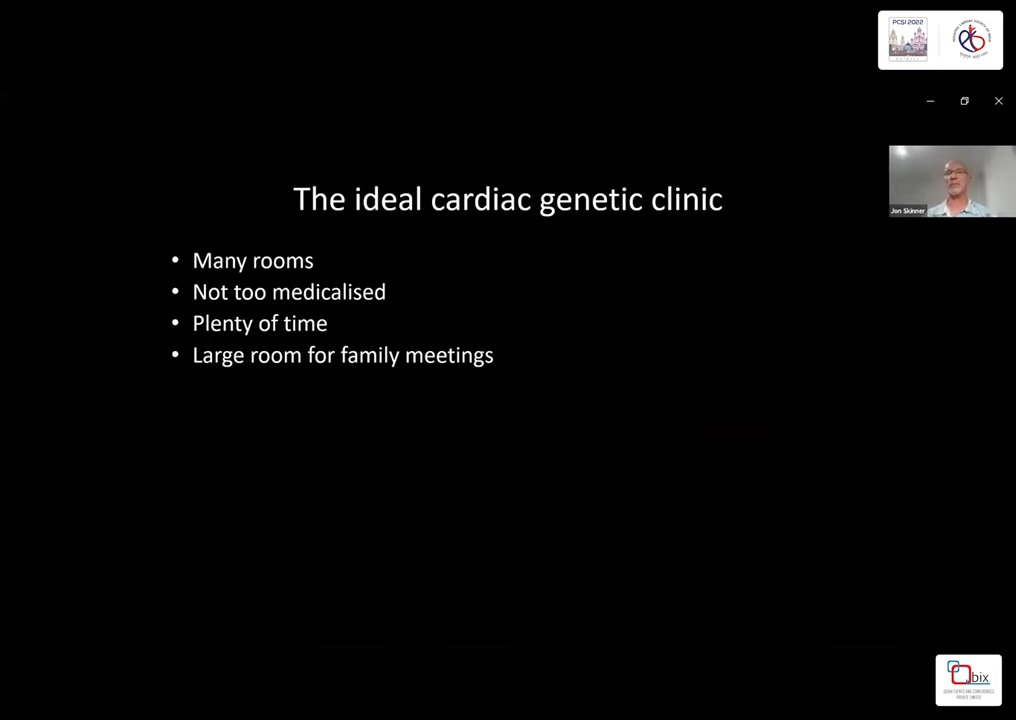 PCSI 2022
The ideal cardiac genetic clinic
Jon Skinner
• Many rooms
• Not too medicalised
• Plenty of time
• Large room for family meetings
Qbix